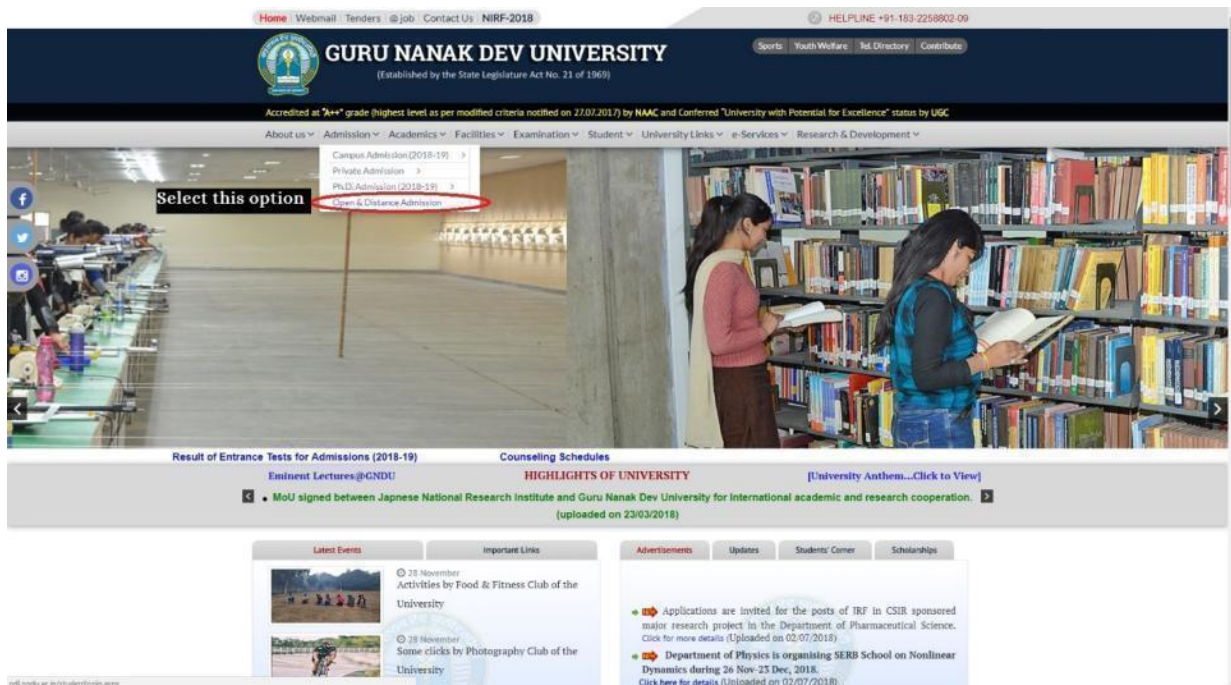 Home Webmail Tenders @ job Contact Us NIRF-2018
HELPLINE +91-183-2258802-09
GURU NANAK DEV UNIVERSITY
(Established by the State Legislature Act No. 21 of 1969)
Sports Youth Welfare Tel. Directory Contribute
Accredited at "A++" grade (highest level as per modified criteria notified on 27.07.2017) by NAAC and Conferred "University with Potential for Excellence" status by UGC
About us Admission Academics Facilities Examination Student University Links e-Services Research & Development
Campus Admission (2018-19) >
Private Admission >
Ph.D. Admission (2018-19) >
Select this option
Open & Distance Admission
Result of Entrance Tests for Admissions (2018-19) Counseling Schedules
Eminent Lectures@GNDU HIGHLIGHTS OF UNIVERSITY [University Anthem...Click to View]
• MoU signed between Japnese National Research Institute and Guru Nanak Dev University for International academic and research cooperation.
(uploaded on 23/03/2018)
Latest Events Important Links
28 November
Activities by Food & Fitness Club of the
University
28 November
Some clicks by Photography Club of the
University
Advertisements Updates Students' Corner Scholarships
Applications are invited for the posts of JRF in CSIR sponsored
major research project in the Department of Pharmaceutical Science.
Click for more details (Uploaded on 02/07/2018)
Department of Physics is organising SERB School on Nonlinear
Dynamics during 26 Nov-23 Dec, 2018.
Click here for details (Uploaded on 02/07/2018)